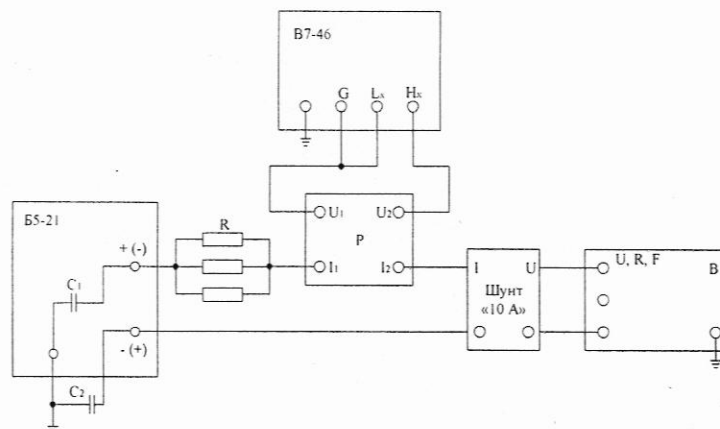 В7-46
G Lx Hx
Б5-21
R
U1 U2
P
I1 I2
+ (-)
C1
- (+)
C2
I U
Шунт
«10 А»
U, R, F В